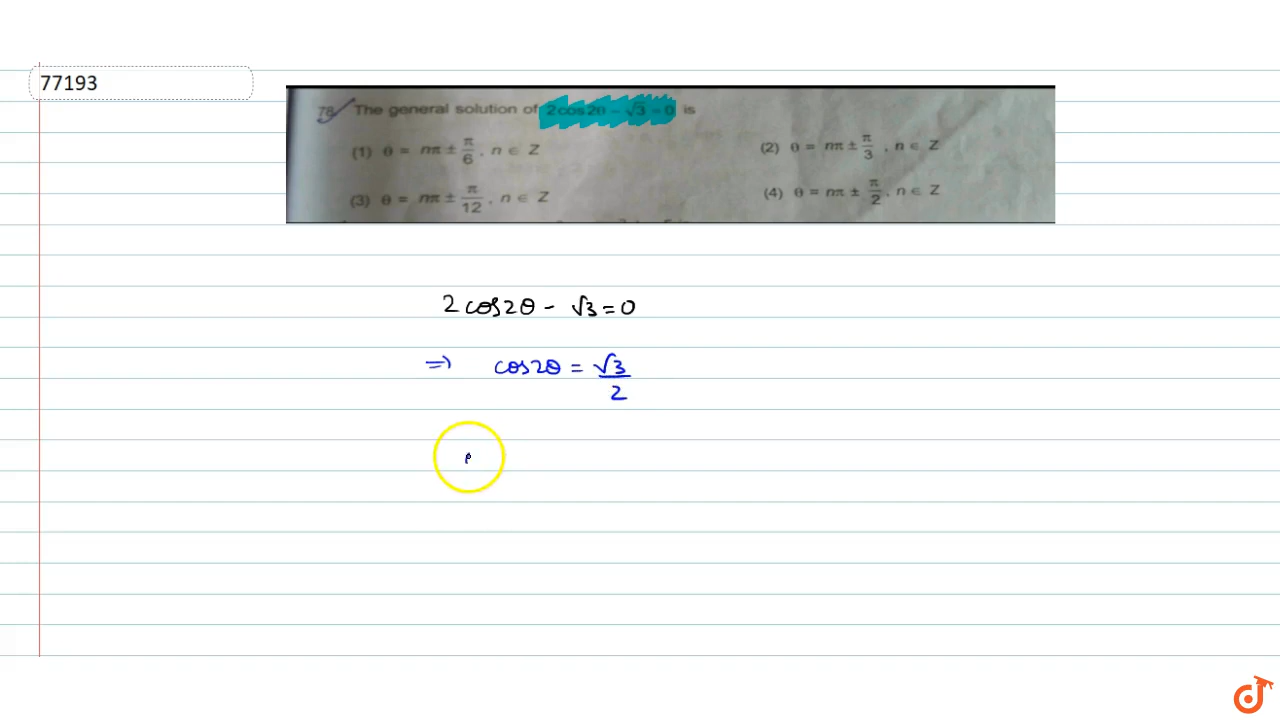 77193
78. The general solution of 2cos2θ – √3 = 0 is
(1) θ = nπ ± π/6 , n ∈ Z
(2) θ = nπ ± π/3 , n ∈ Z
(3) θ = nπ ± π/12 , n ∈ Z
(4) θ = nπ ± π/2 , n ∈ Z
2 cos2θ - √3 = 0
⇒ cos2θ = √3/2